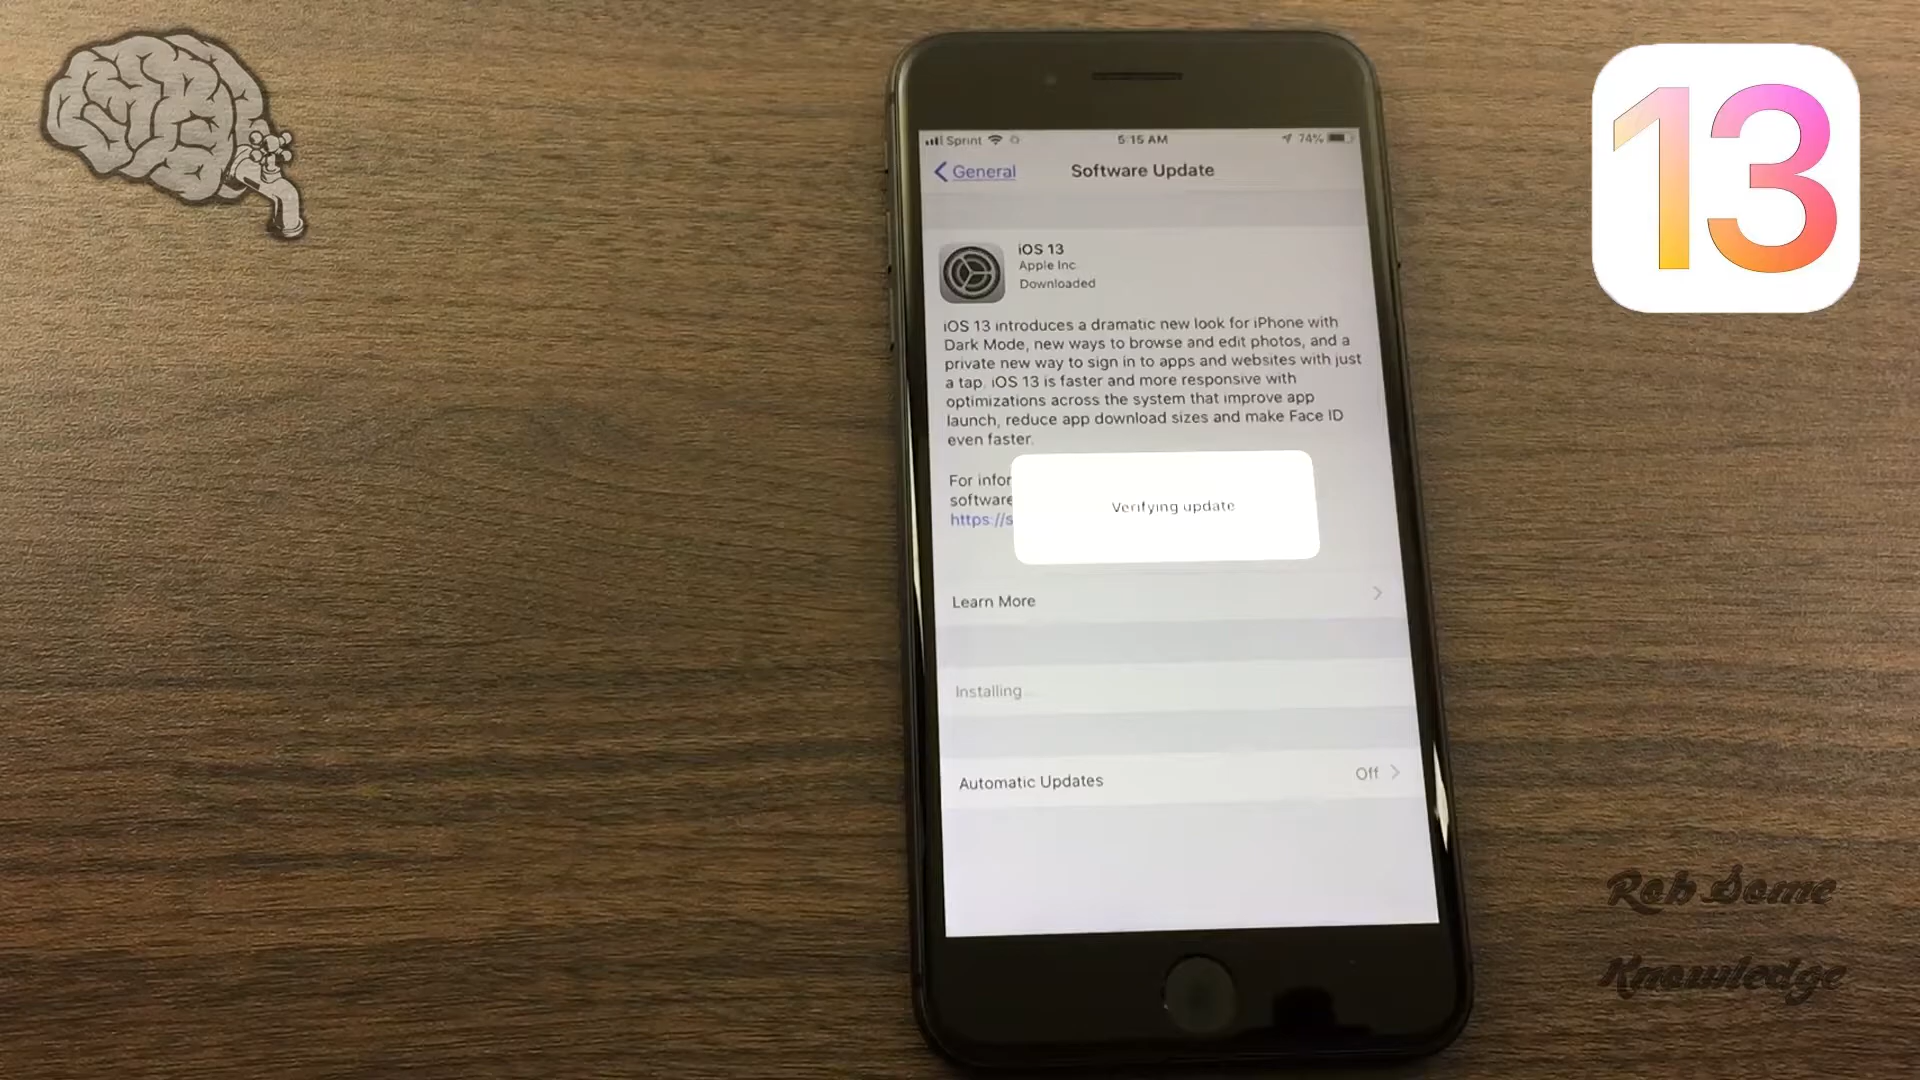 13
Sprint
5:15 AM
74%
General
Software Update
iOS 13
Apple Inc.
Downloaded
iOS 13 introduces a dramatic new look for iPhone with
Dark Mode, new ways to browse and edit photos, and a
private new way to sign in to apps and websites with just
a tap. iOS 13 is faster and more responsive with
optimizations across the system that improve app
launch, reduce app download sizes and make Face ID
even faster.
For infor
software
https://s
Verifying update
Learn More
Installing...
Automatic Updates
Off
Rob Some
Knowledge